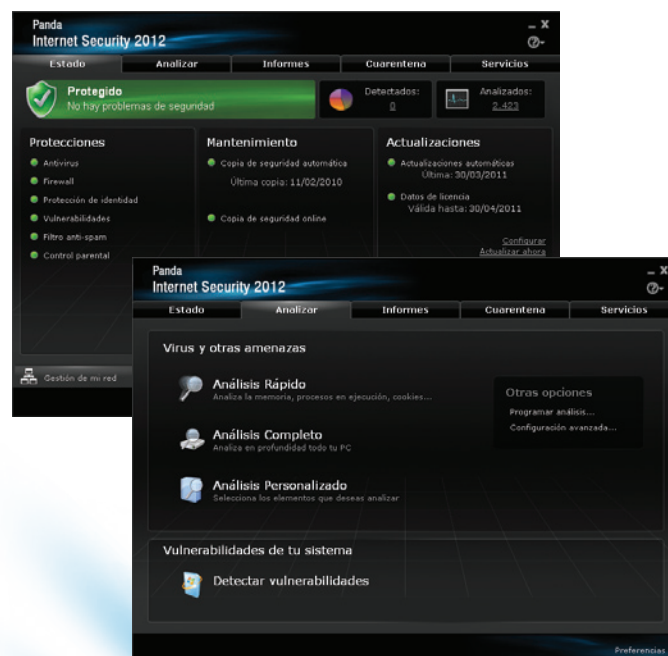 Panda
Internet Security 2012
Estado Analizar Informes Cuarentena Servicios
Protegido
No hay problemas de seguridad
Detectados:
0
Analizados:
2.423
Protecciones
Antivirus
Firewall
Protección de identidad
Vulnerabilidades
Filtro anti-spam
Control parental
Mantenimiento
Copia de seguridad automática
Última copia: 11/02/2010
Copia de seguridad online
Actualizaciones
Actualizaciones automáticas
Última: 30/03/2011
Datos de licencia
Válida hasta: 30/04/2011
Configurar
Actualizar ahora
Gestión de mi red
Panda
Internet Security 2012
Estado Analizar Informes Cuarentena Servicios
Virus y otras amenazas
Análisis Rápido
Analiza la memoria, procesos en ejecución, cookies...
Análisis Completo
Analiza en profundidad todo tu PC
Análisis Personalizado
Selecciona los elementos que deseas analizar
Otras opciones
Programar análisis...
Configuración avanzada...
Vulnerabilidades de tu sistema
Detectar vulnerabilidades
Preferencias